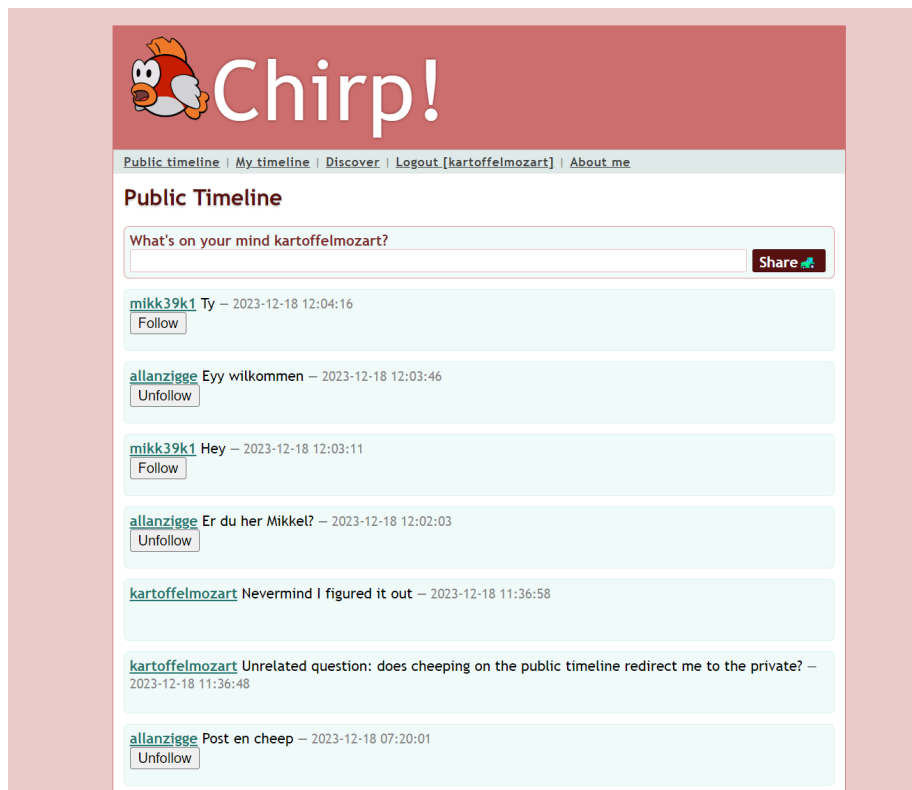 Chirp!
Public timeline | My timeline | Discover | Logout [kartoffelmozart] | About me
Public Timeline
What's on your mind kartoffelmozart?
Share
mikk39k1 Ty — 2023-12-18 12:04:16
Follow
allanzigge Eyy wilkommen — 2023-12-18 12:03:46
Unfollow
mikk39k1 Hey — 2023-12-18 12:03:11
Follow
allanzigge Er du her Mikkel? — 2023-12-18 12:02:03
Unfollow
kartoffelmozart Nevermind I figured it out — 2023-12-18 11:36:58
kartoffelmozart Unrelated question: does cheeping on the public timeline redirect me to the private? —
2023-12-18 11:36:48
allanzigge Post en cheep — 2023-12-18 07:20:01
Unfollow